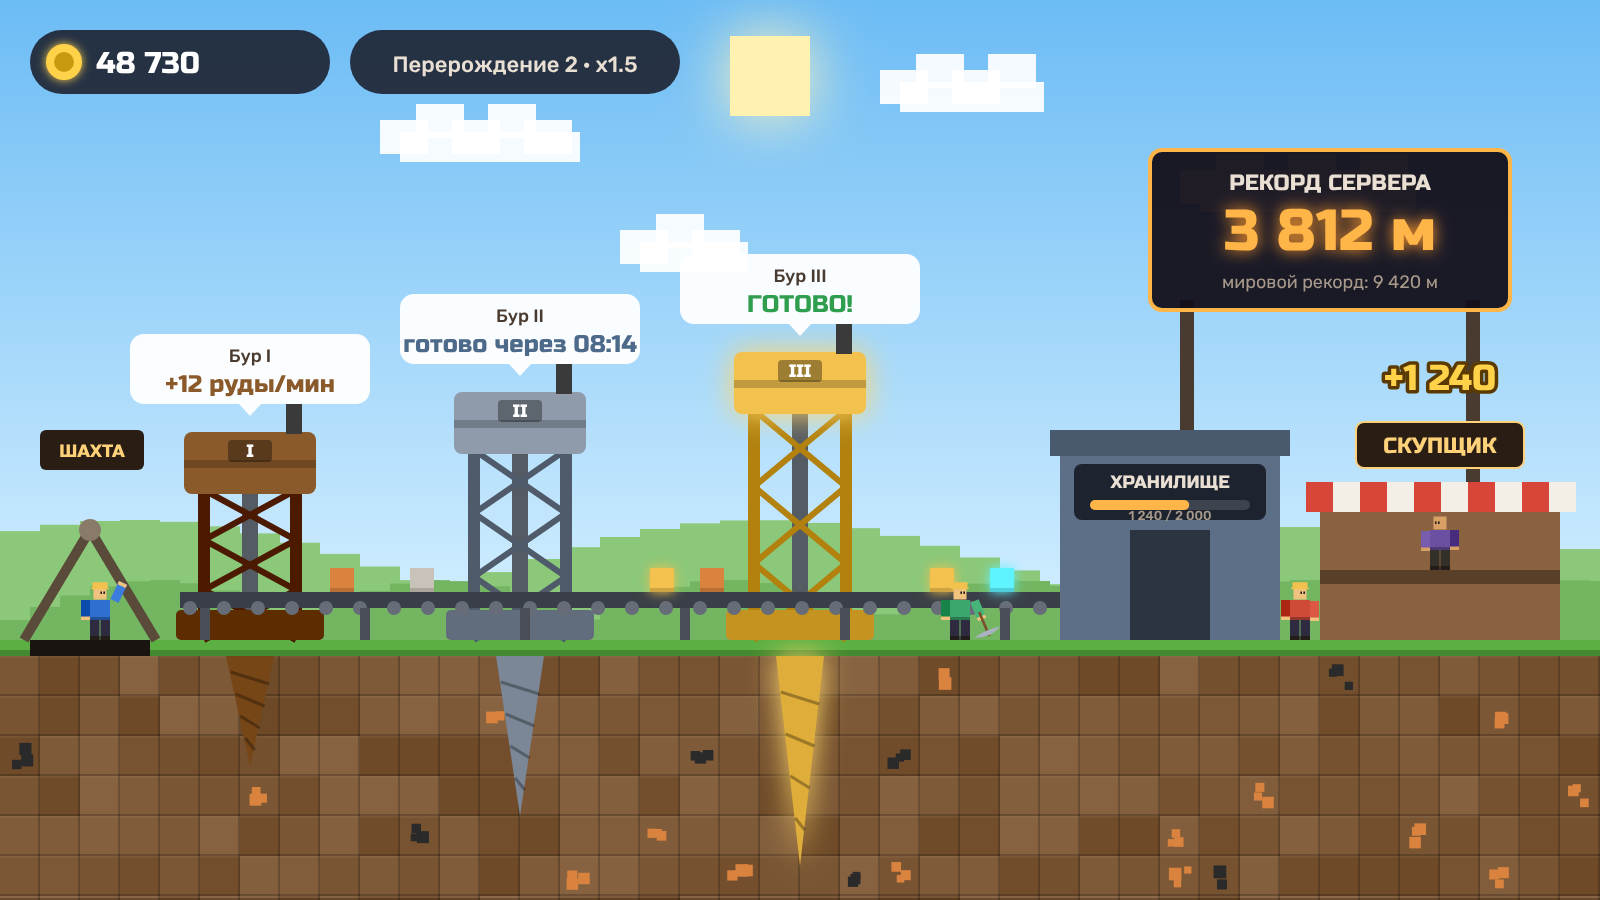 48 730
Перерождение 2 • x1.5
РЕКОРД СЕРВЕРА
3 812 м
мировой рекорд: 9 420 м
Бур III
ГОТОВО!
Бур II
готово через 08:14
Бур I
+12 руды/мин
III
II
I
+1 240
СКУПЩИК
ШАХТА
ХРАНИЛИЩЕ
1 240 / 2 000